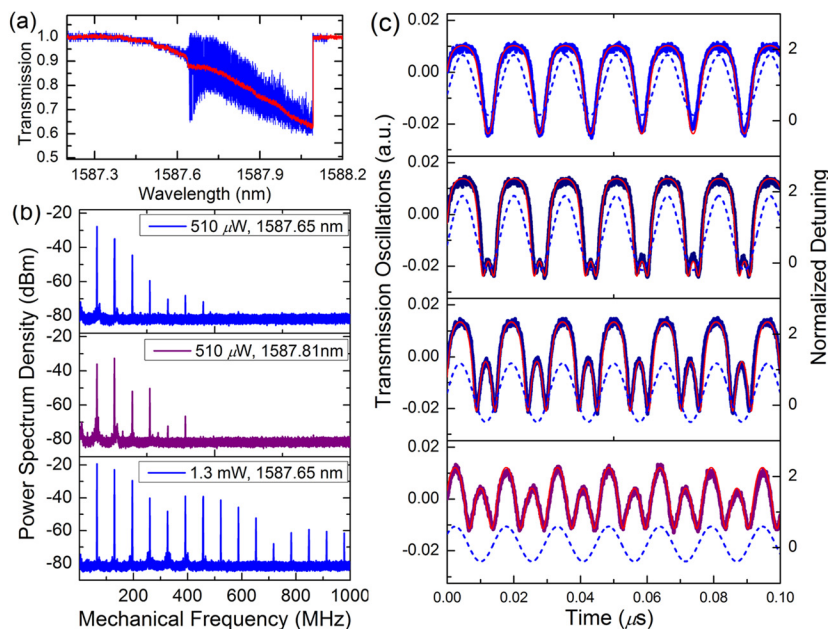 (a)
Transmission
1.0
0.9
0.8
0.7
0.6
0.5
1587.3 1587.6 1587.9 1588.2
Wavelength (nm)
(b)
Power Spectrum Density (dBm)
-20
-40
-60
-80
510 μW, 1587.65 nm
-20
-40
-60
-80
510 μW, 1587.81nm
-20
-40
-60
-80
1.3 mW, 1587.65 nm
200 400 600 800 1000
Mechanical Frequency (MHz)
(c)
Transmission Oscillations (a.u.)
0.02
0.00
-0.02
2
0
0.02
0.00
-0.02
2
0
0.02
0.00
-0.02
2
0
0.02
0.00
-0.02
2
0
Normalized Detuning
0.00 0.02 0.04 0.06 0.08 0.10
Time (μs)